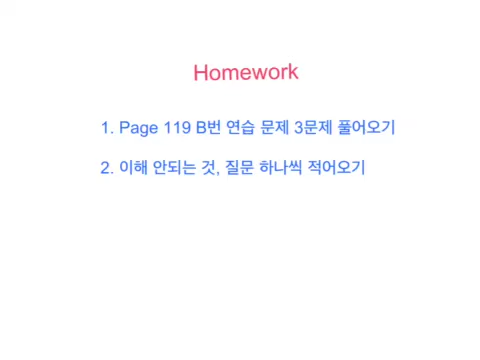 Homework
1. Page 119 B번 연습 문제 3문제 풀어오기
2. 이해 안되는 것, 질문 하나씩 적어오기